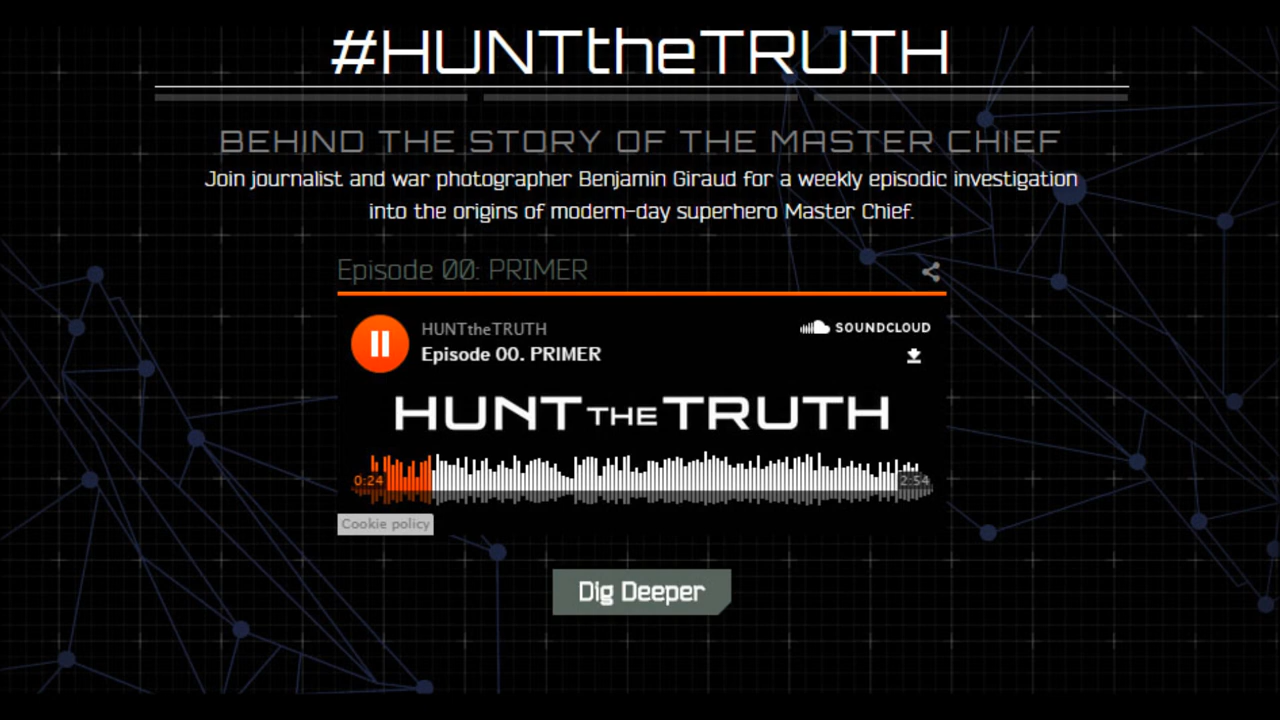 #HUNTtheTRUTH
BEHIND THE STORY OF THE MASTER CHIEF
Join journalist and war photographer Benjamin Giraud for a weekly episodic investigation
into the origins of modern-day superhero Master Chief.
Episode 00: PRIMER
HUNTtheTRUTH
SOUNDCLOUD
Episode 00. PRIMER
HUNT THE TRUTH
0:24
2:54
Cookie policy
Dig Deeper